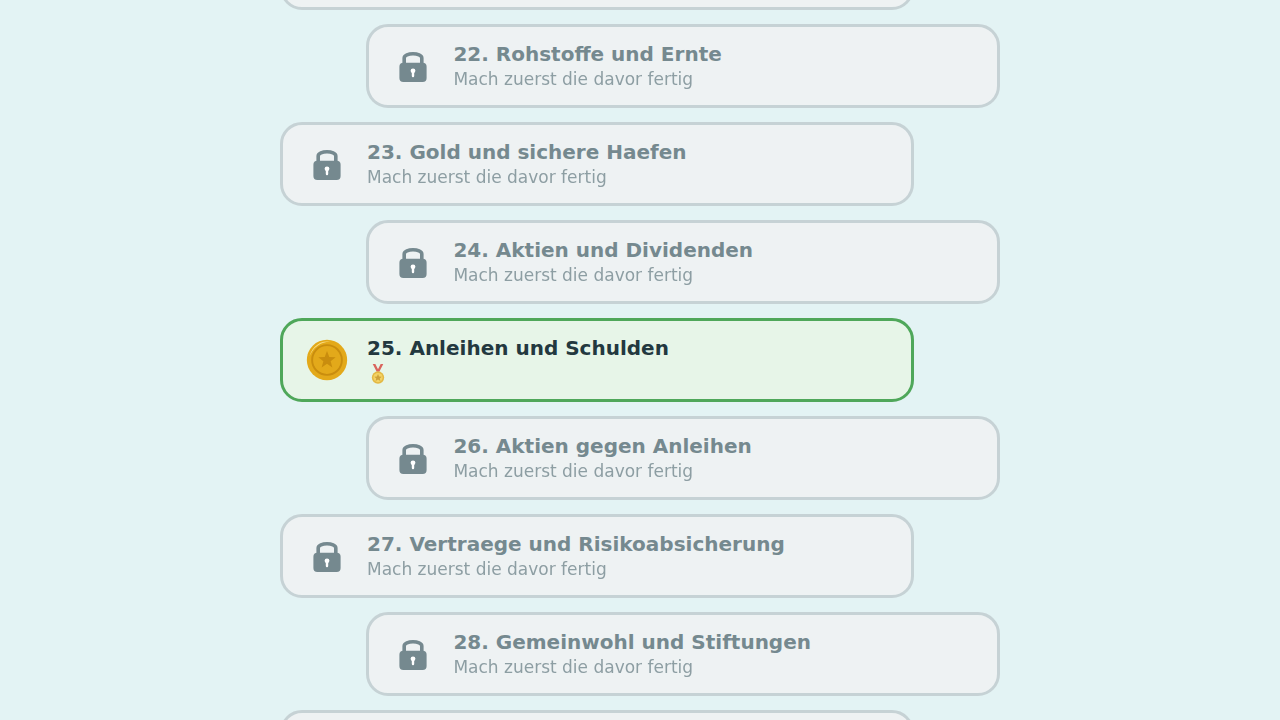 22. Rohstoffe und Ernte
Mach zuerst die davor fertig
23. Gold und sichere Haefen
Mach zuerst die davor fertig
24. Aktien und Dividenden
Mach zuerst die davor fertig
25. Anleihen und Schulden
26. Aktien gegen Anleihen
Mach zuerst die davor fertig
27. Vertraege und Risikoabsicherung
Mach zuerst die davor fertig
28. Gemeinwohl und Stiftungen
Mach zuerst die davor fertig